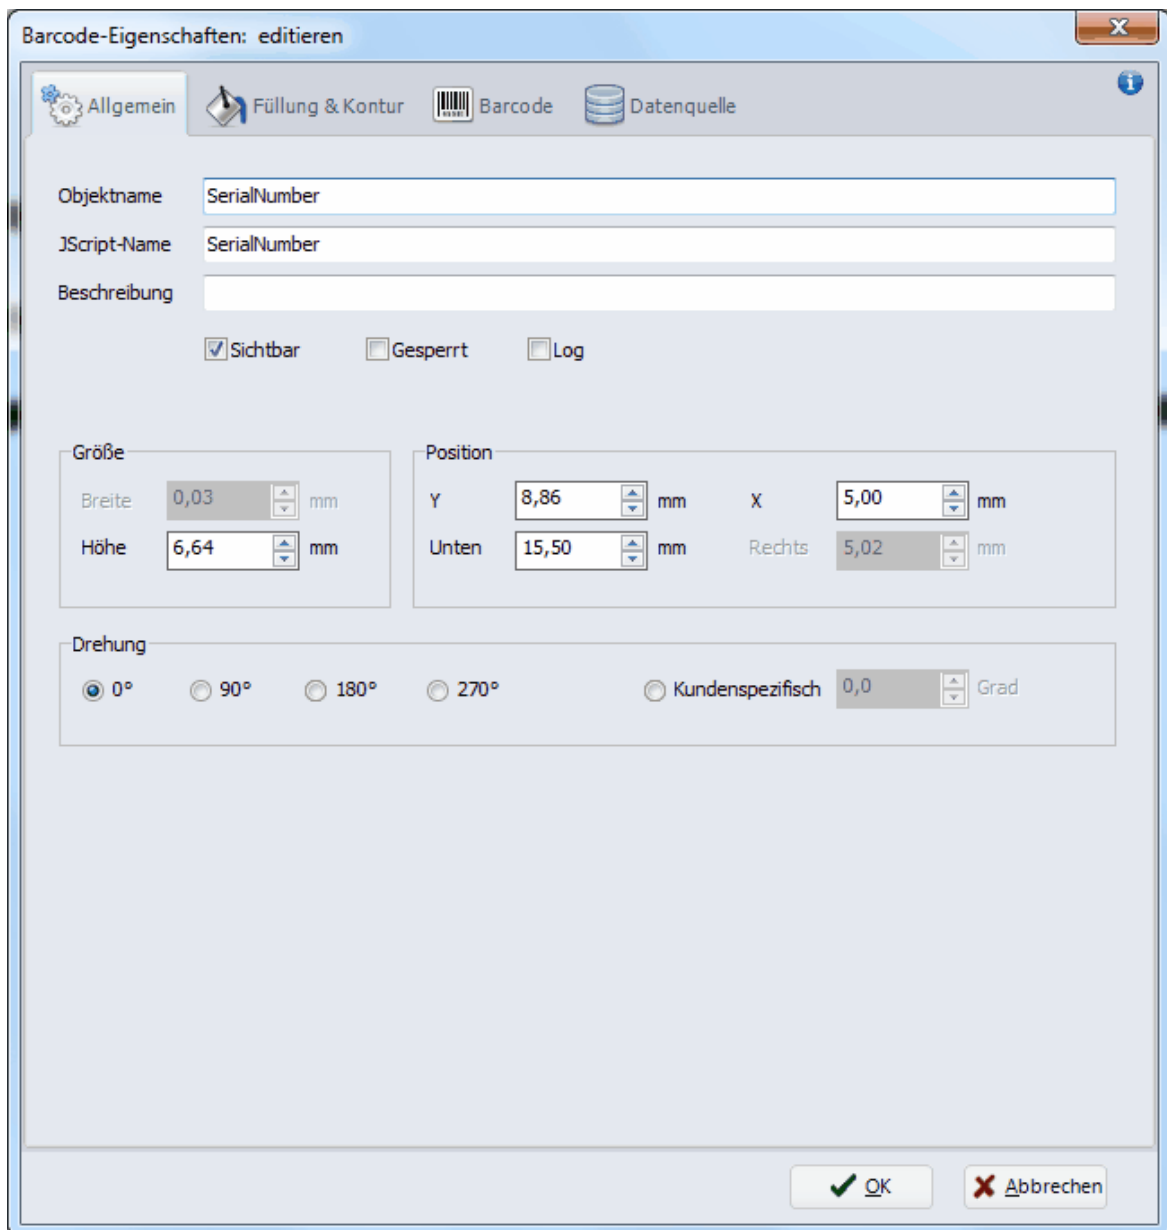 Barcode-Eigenschaften: editieren
Allgemein Füllung & Kontur Barcode Datenquelle
Objektname SerialNumber
JScript-Name SerialNumber
Beschreibung
Sichtbar Gesperrt Log
Größe Position
Breite 0,03 mm Y 8,86 mm X 5,00 mm
Höhe 6,64 mm Unten 15,50 mm Rechts 5,02 mm
Drehung
0° 90° 180° 270° Kundenspezifisch 0,0 Grad
OK Abbrechen